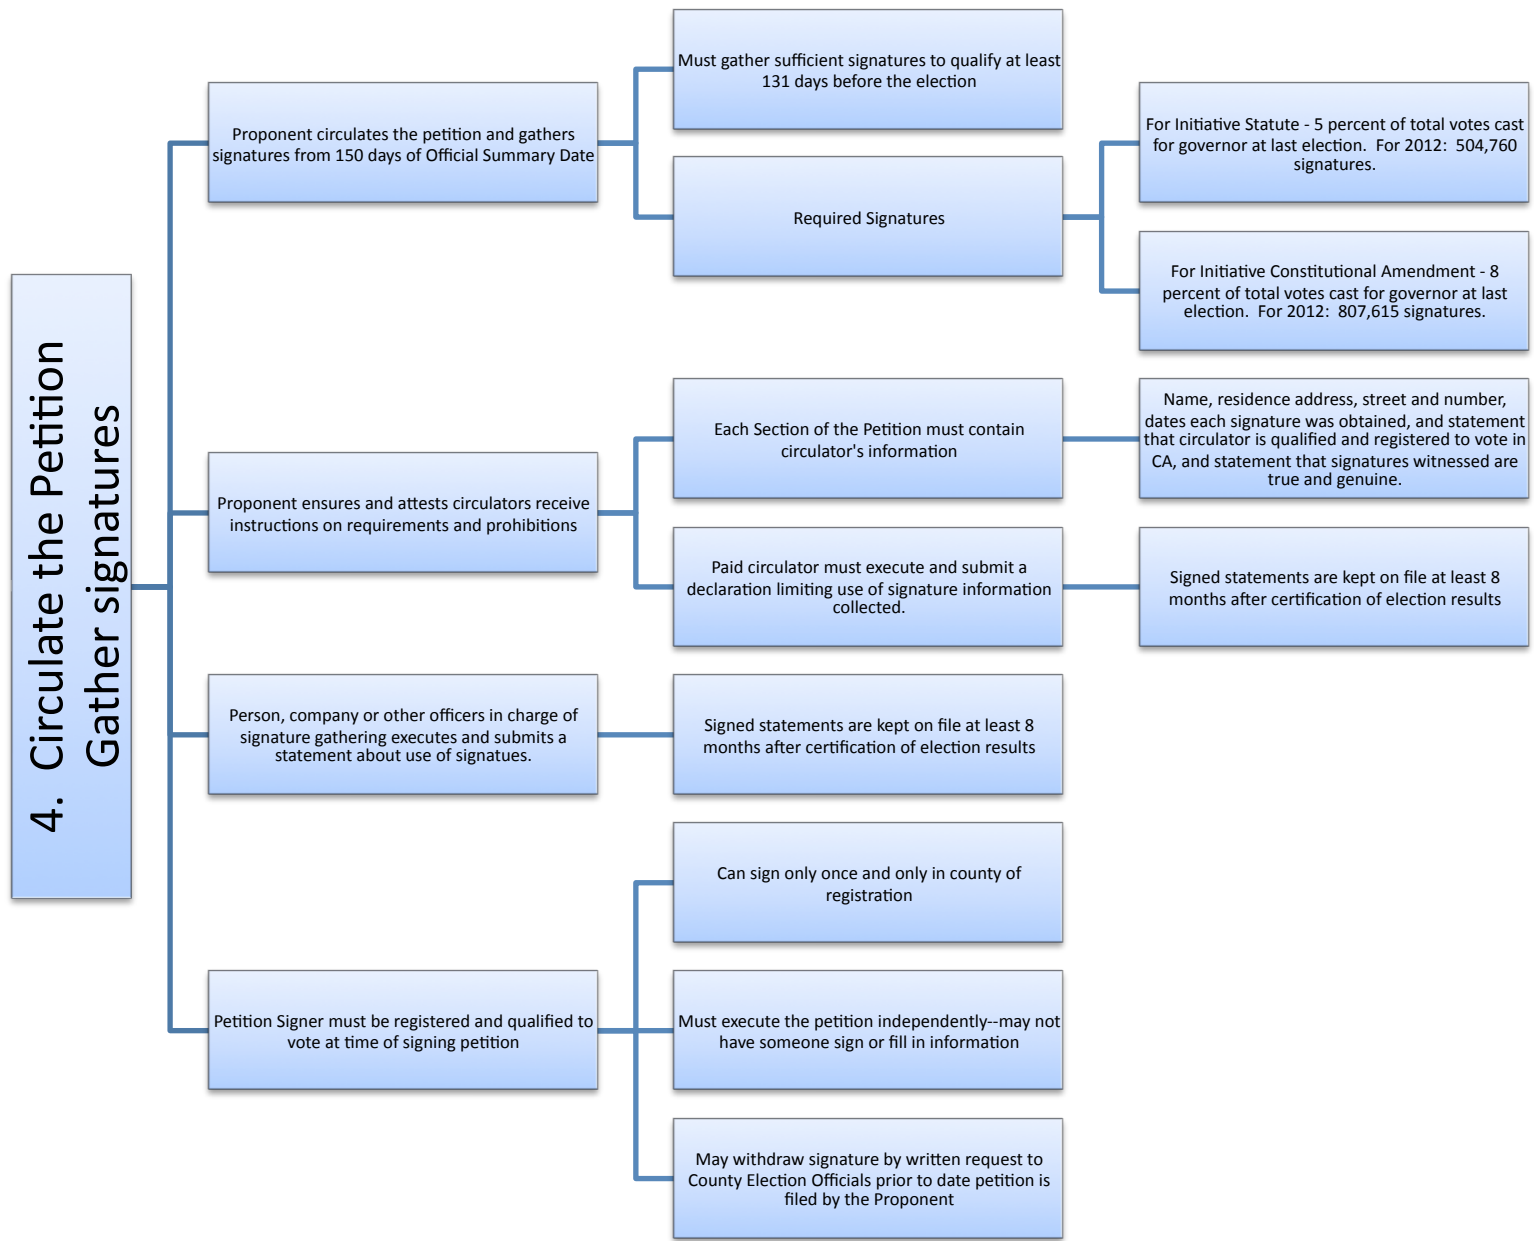 4. Circulate the Petition
Gather signatures
Proponent circulates the petition and gathers
signatures from 150 days of Official Summary Date
Must gather sufficient signatures to qualify at least
131 days before the election
Required Signatures
For Initiative Statute - 5 percent of total votes cast
for governor at last election. For 2012: 504,760
signatures.
For Initiative Constitutional Amendment - 8
percent of total votes cast for governor at last
election. For 2012: 807,615 signatures.
Proponent ensures and attests circulators receive
instructions on requirements and prohibitions
Each Section of the Petition must contain
circulator's information
Name, residence address, street and number,
dates each signature was obtained, and statement
that circulator is qualified and registered to vote in
CA, and statement that signatures witnessed are
true and genuine.
Paid circulator must execute and submit a
declaration limiting use of signature information
collected.
Signed statements are kept on file at least 8
months after certification of election results
Person, company or other officers in charge of
signature gathering executes and submits a
statement about use of signatues.
Signed statements are kept on file at least 8
months after certification of election results
Petition Signer must be registered and qualified to
vote at time of signing petition
Can sign only once and only in county of
registration
Must execute the petition independently--may not
have someone sign or fill in information
May withdraw signature by written request to
County Election Officials prior to date petition is
filed by the Proponent